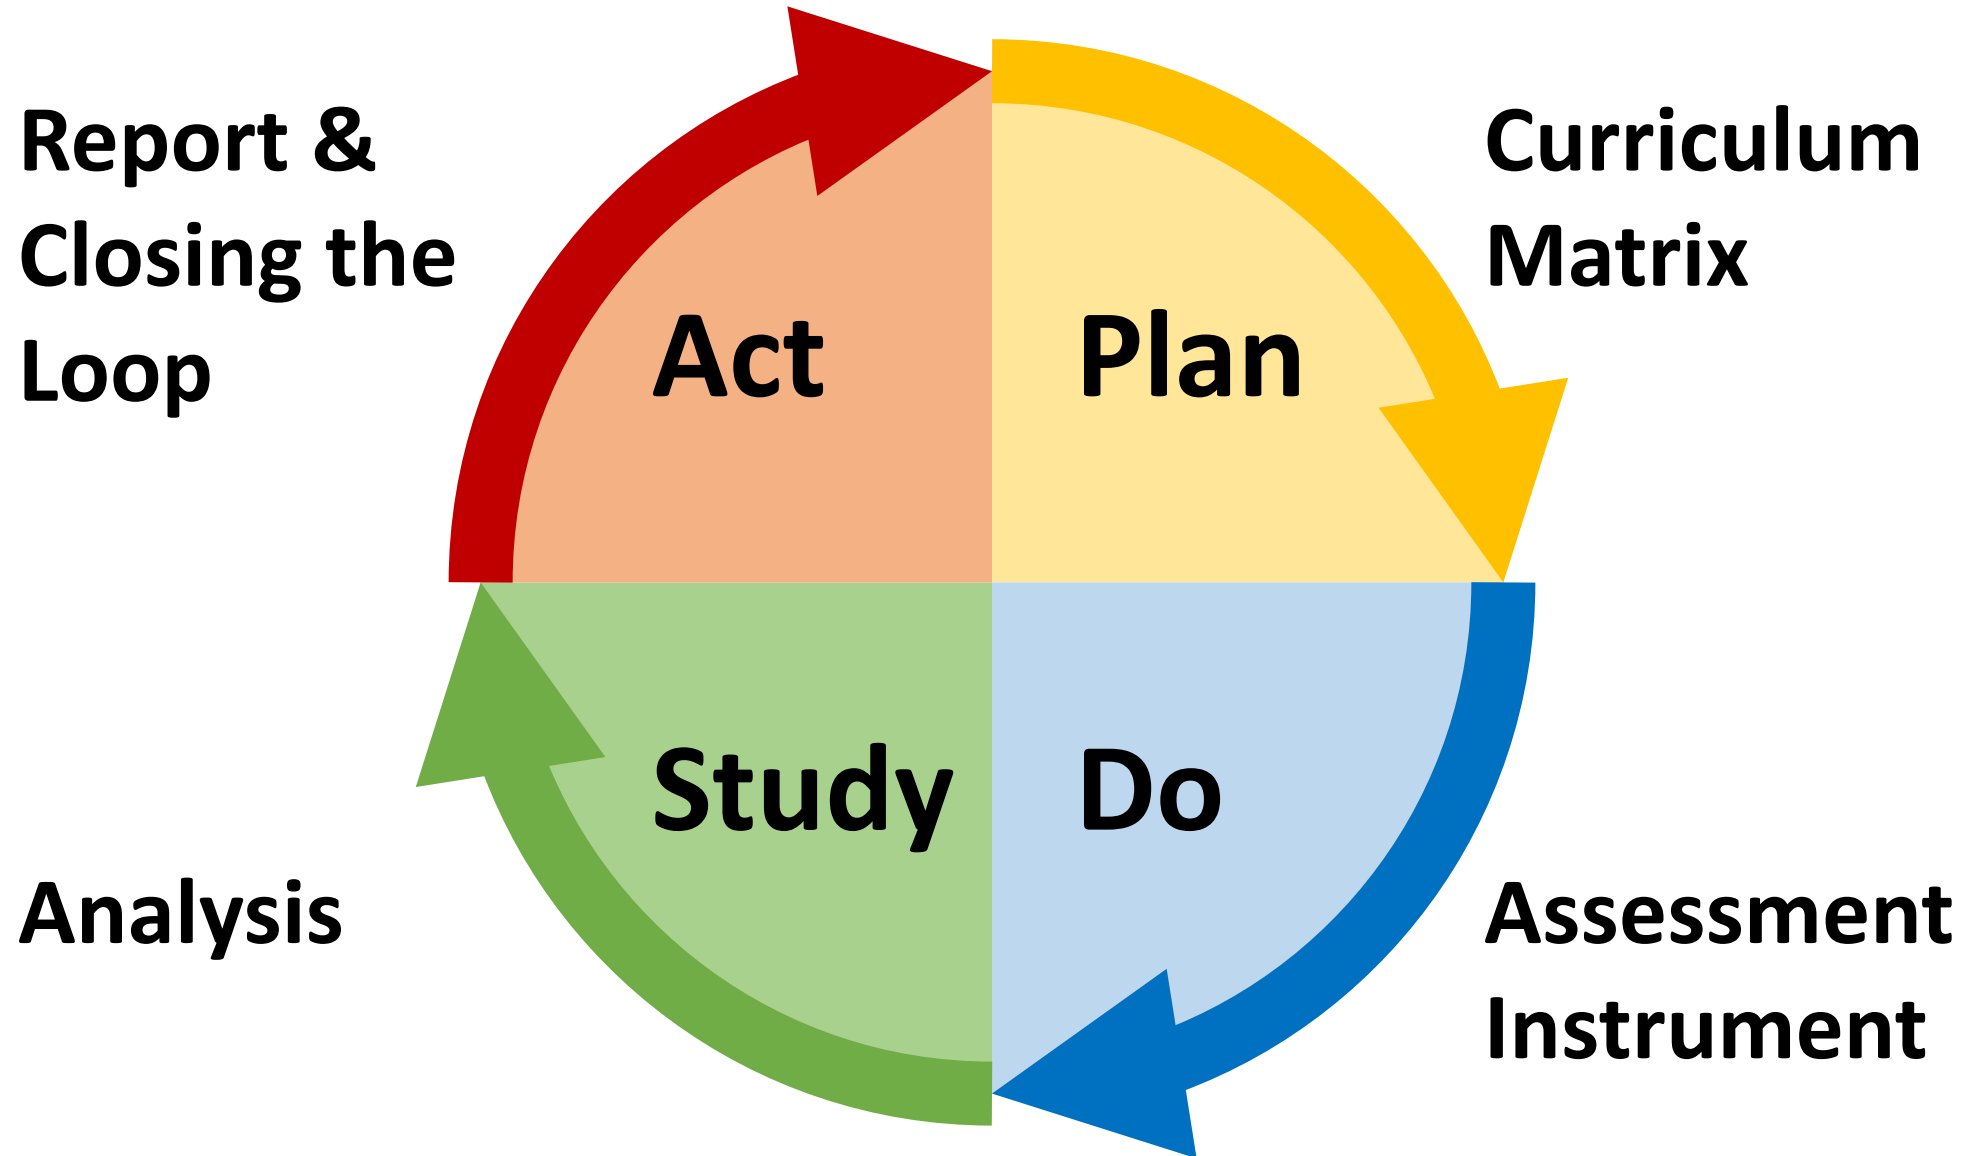 Report &
Closing the
Loop
Curriculum
Matrix
Act
Plan
Study
Do
Analysis
Assessment
Instrument